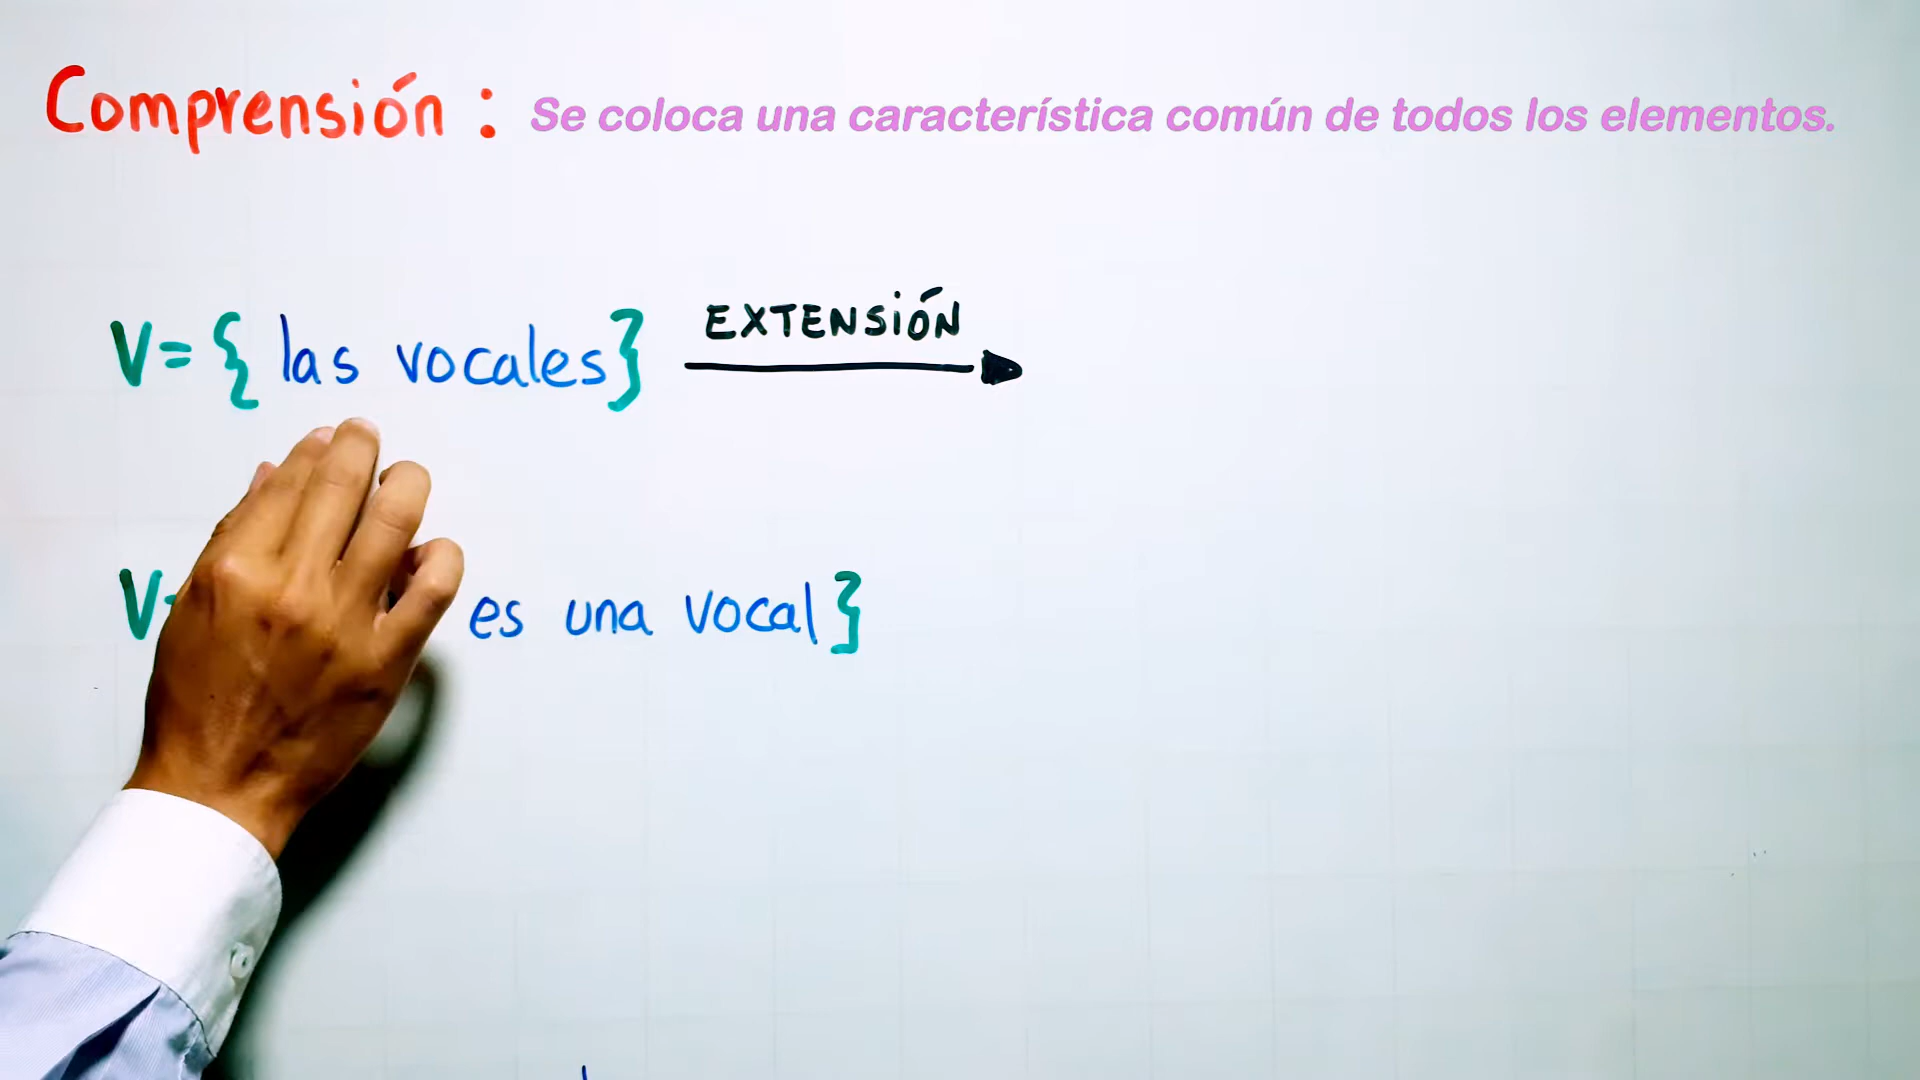 Comprensión : Se coloca una característica común de todos los elementos.
V= { las vocales} EXTENSIÓN
V= es una vocal}